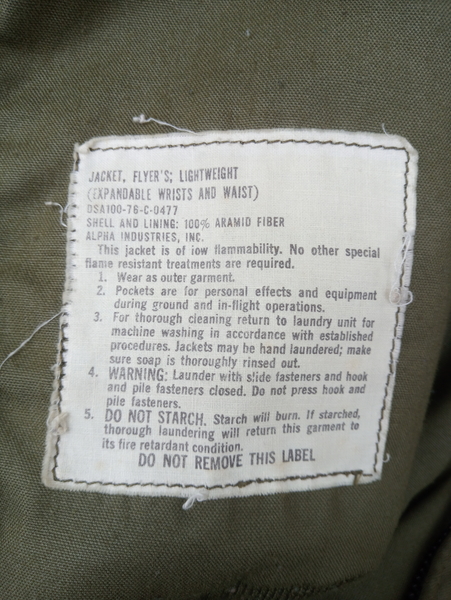 JACKET, FLYER'S; LIGHTWEIGHT
(EXPANDABLE WRISTS AND WAIST)
DSA100-76-C-0477
SHELL AND LINING: 100% ARAMID FIBER
ALPHA INDUSTRIES, INC.
This jacket is of low flammability. No other special
flame resistant treatments are required.
1. Wear as outer garment.
2. Pockets are for personal effects and equipment
during ground and in-flight operations.
3. For thorough cleaning return to laundry unit for
machine washing in accordance with established
procedures. Jackets may be hand laundered; make
sure soap is thoroughly rinsed out.
4. WARNING: Launder with slide fasteners and hook
and pile fasteners closed. Do not press hook and
pile fasteners.
5. DO NOT STARCH. Starch will burn. If starched,
thorough laundering will return this garment to
its fire retardant condition.
DO NOT REMOVE THIS LABEL